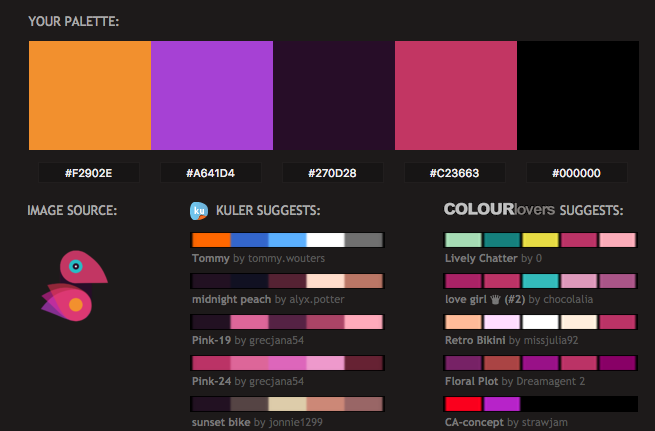 YOUR PALETTE:
#F2902E
#A641D4
#270D28
#C23663
#000000
IMAGE SOURCE:
ku
KULER SUGGESTS:
Tommy by tommy.wouters
midnight peach by alyx.potter
Pink-19 by grecjana54
Pink-24 by grecjana54
sunset bike by jonnie1299
COLOURlovers SUGGESTS:
Lively Chatter by 0
love girl ♛ (#2) by chocolalia
Retro Bikini by missjulia92
Floral Plot by Dreamagent 2
CA-concept by strawjam